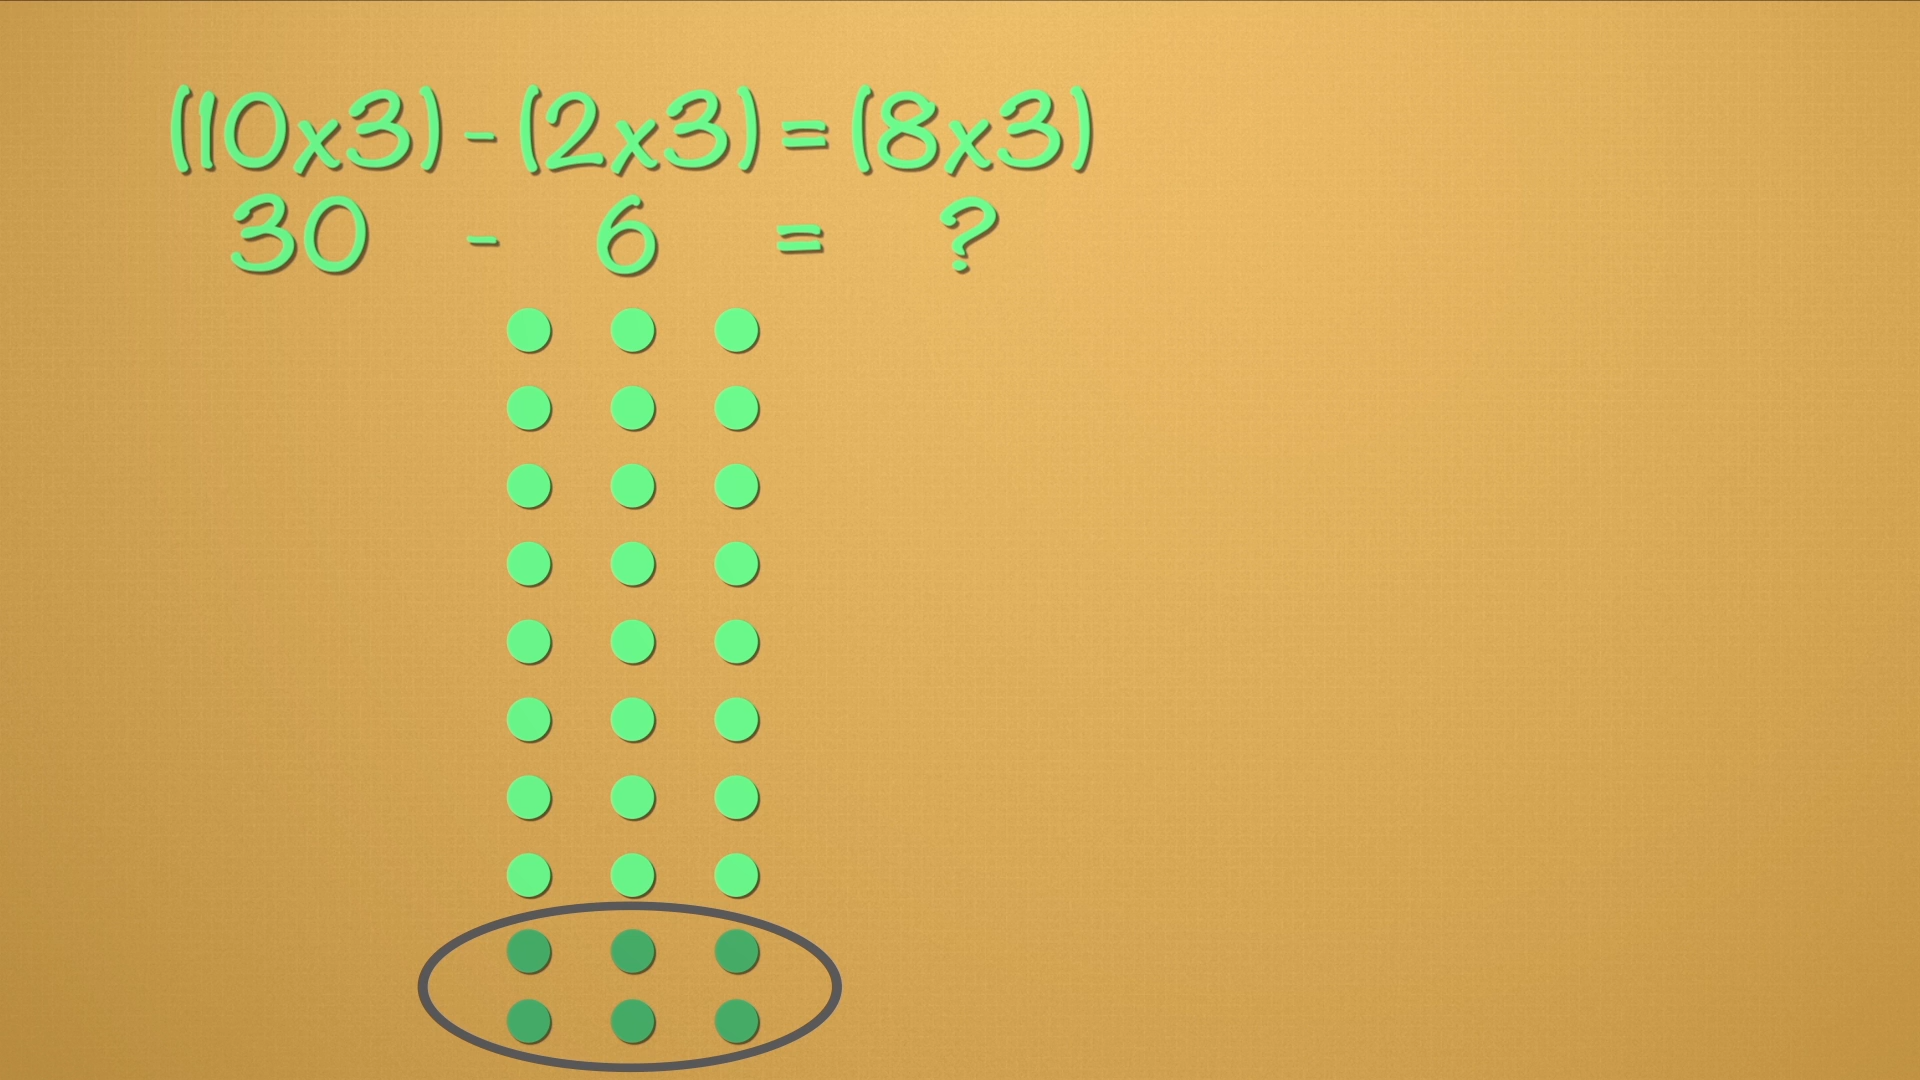 (10x3) - (2x3) = (8x3)
30 - 6 = ?